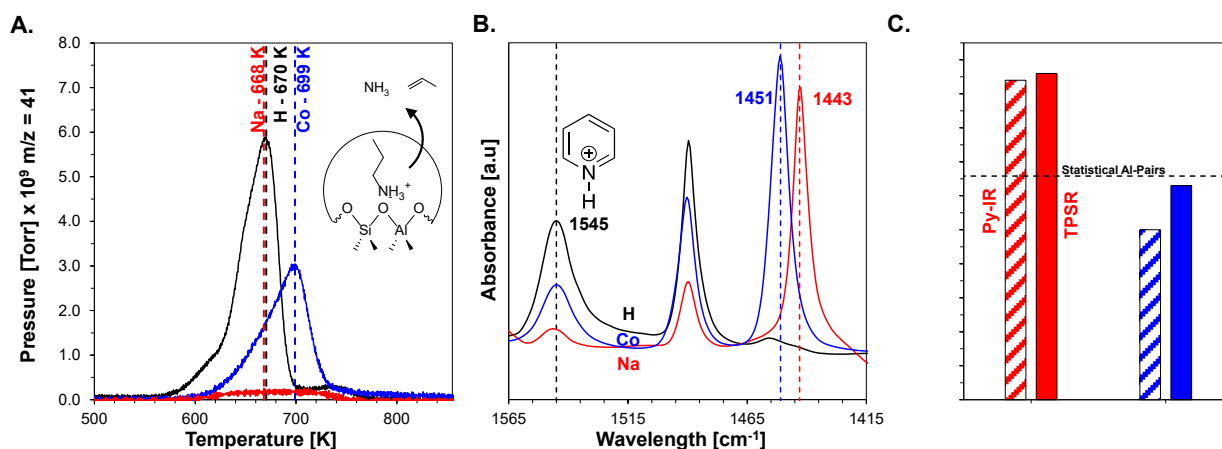 A.
8.0
7.0
6.0
5.0
4.0
3.0
2.0
1.0
0.0
Pressure [Torr] x 10⁹ m/z = 41
500
600
700
800
Temperature [K]
Na - 668 K
H - 670 K
Co - 699 K
NH₃
NH₃⁺
O
O
O
Si
Al
B.
Absorbance [a.u]
1565
1515
1465
1415
Wavelength [cm⁻¹]
N
H
1545
1451
1443
H
Co
Na
C.
Statistical Al-Pairs
Py-IR
TPSR